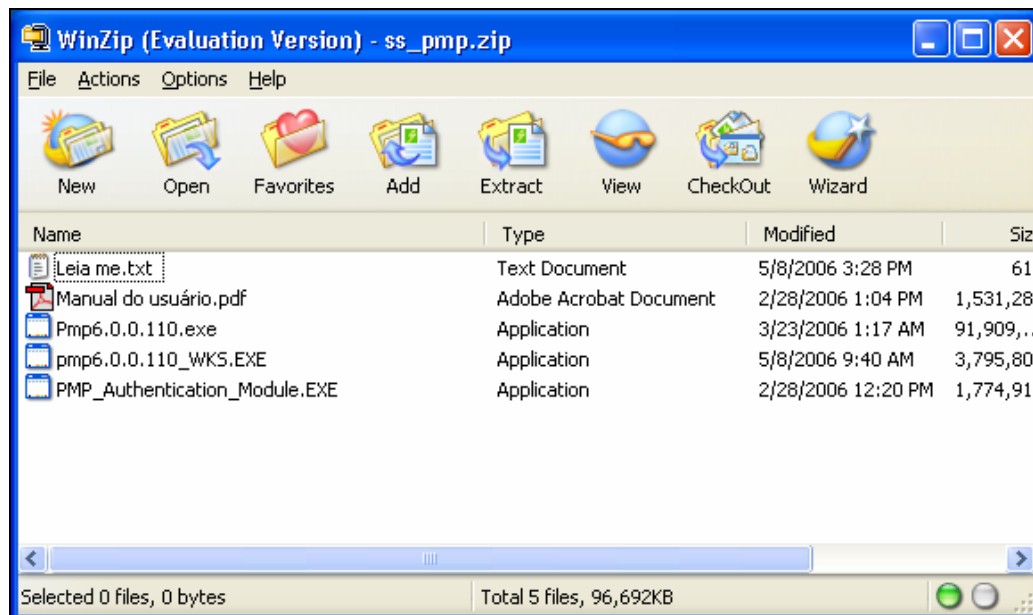 WinZip (Evaluation Version) - ss_pmp.zip
File Actions Options Help
New Open Favorites Add Extract View CheckOut Wizard
Name Type Modified Siz
Leia me.txt Text Document 5/8/2006 3:28 PM 61
Manual do usuário.pdf Adobe Acrobat Document 2/28/2006 1:04 PM 1,531,28
Pmp6.0.0.110.exe Application 3/23/2006 1:17 AM 91,909,..
pmp6.0.0.110_WKS.EXE Application 5/8/2006 9:40 AM 3,795,80
PMP_Authentication_Module.EXE Application 2/28/2006 12:20 PM 1,774,91
Selected 0 files, 0 bytes Total 5 files, 96,692KB